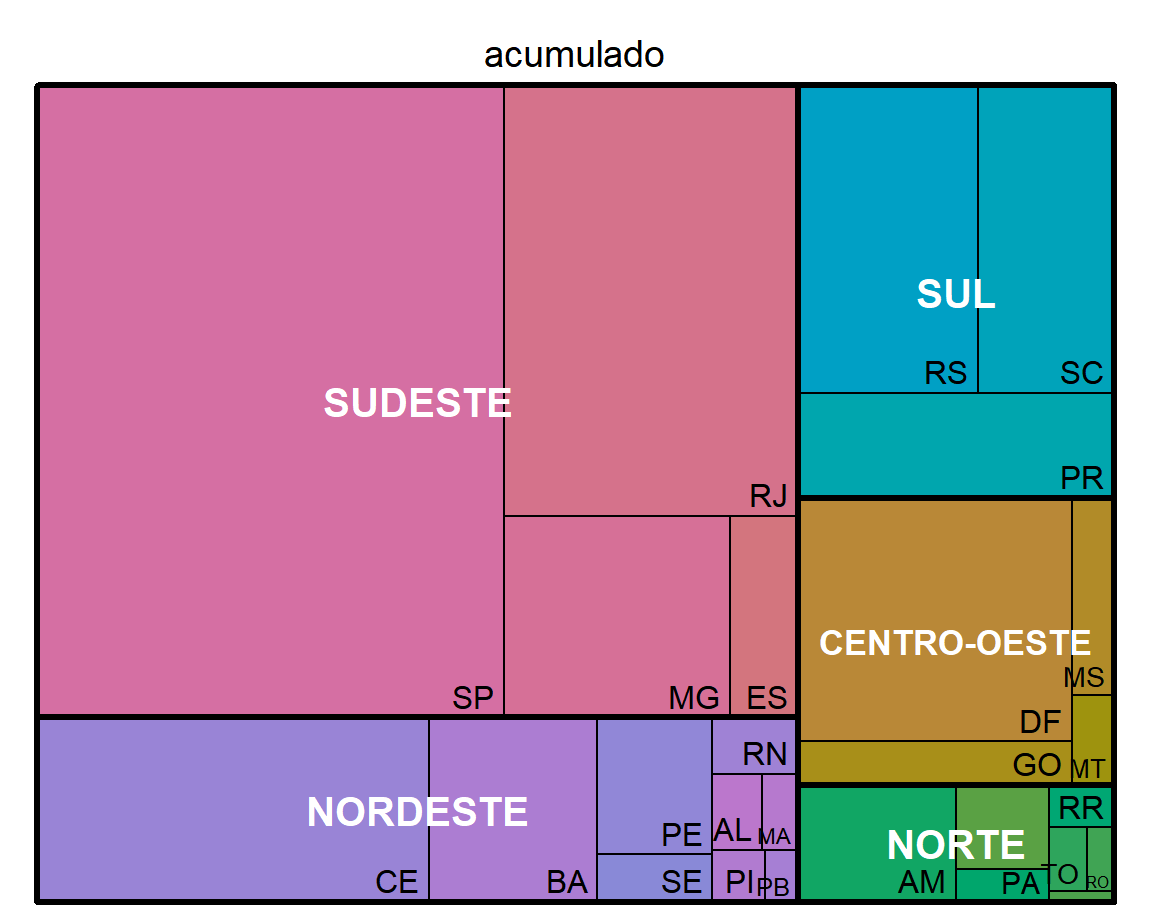 acumulado
SUDESTE
SP
RJ
MG
ES
SUL
RS
SC
PR
CENTRO-OESTE
DF
MS
GO
MT
NORDESTE
CE
BA
PE
SE
RN
AL
MA
PI
PB
NORTE
AM
PA
RR
TO
RO